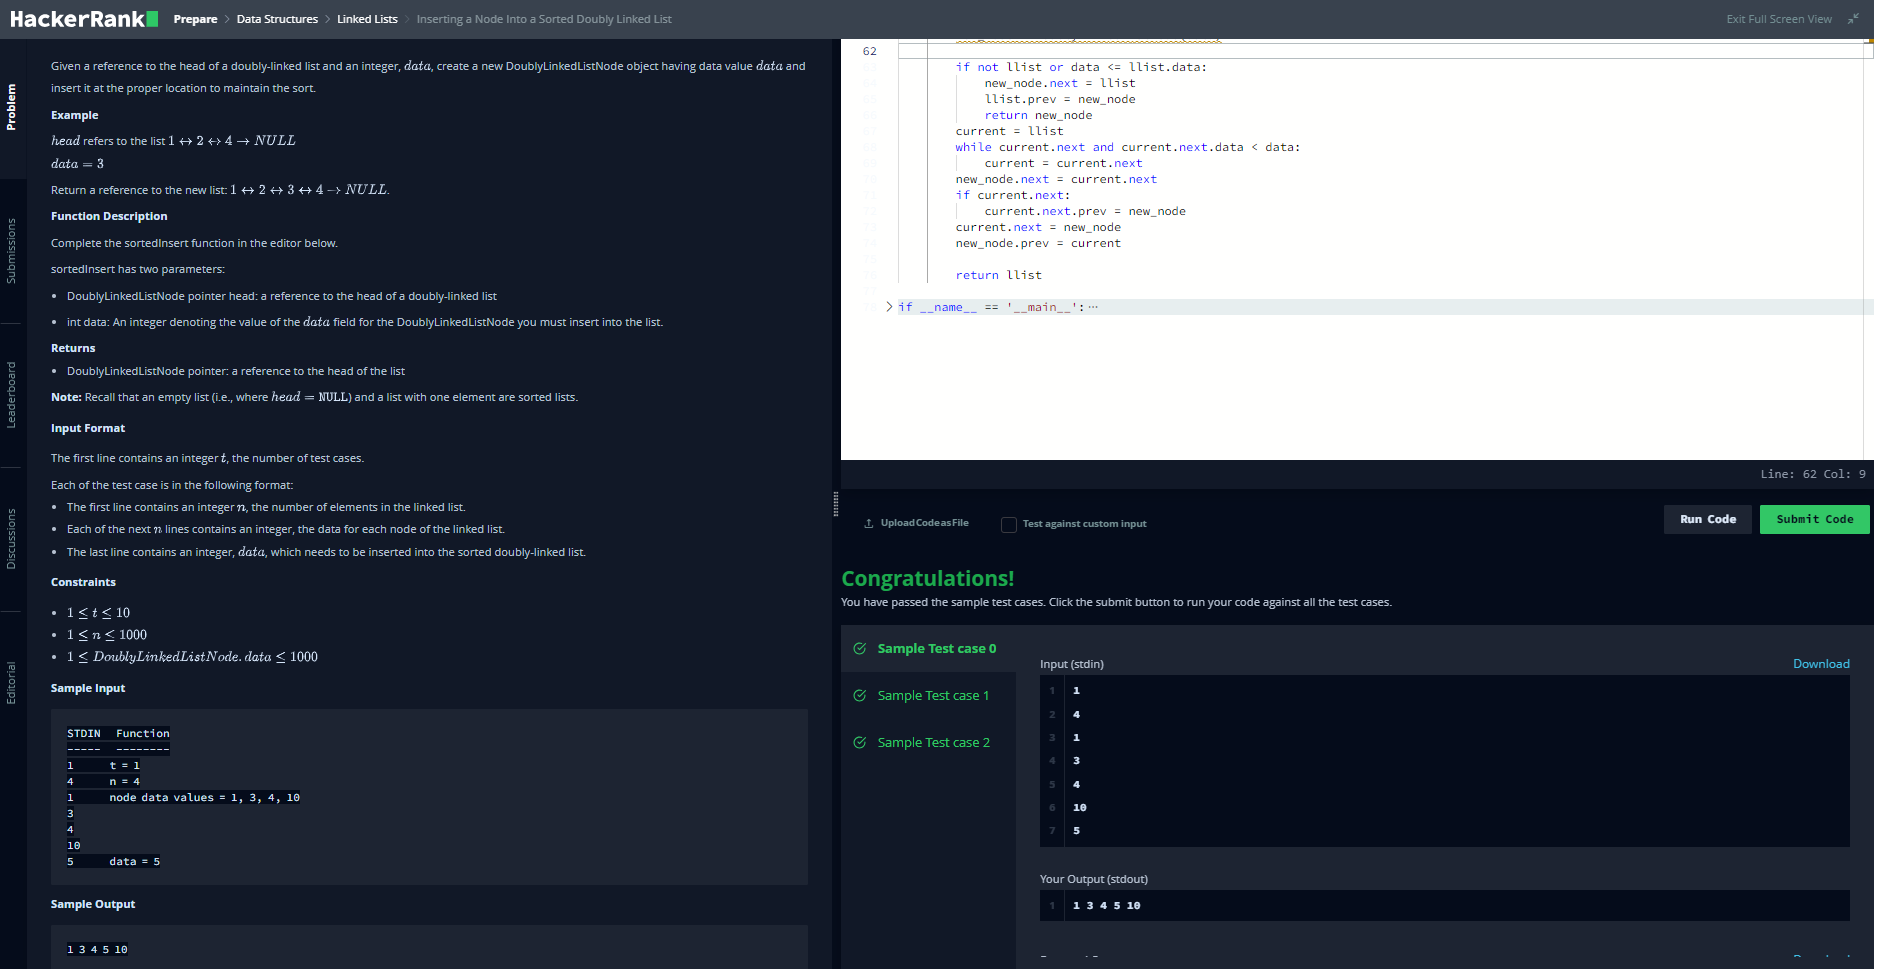 HackerRank Prepare > Data Structures > Linked Lists > Inserting a Node Into a Sorted Doubly Linked List
Exit Full Screen View
Problem
Submissions
Leaderboard
Discussions
Editorial
Given a reference to the head of a doubly-linked list and an integer, data, create a new DoublyLinkedListNode object having data value data and
insert it at the proper location to maintain the sort.
Example
head refers to the list 1 ↔ 2 ↔ 4 → NULL
data = 3
Return a reference to the new list: 1 ↔ 2 ↔ 3 ↔ 4 → NULL.
Function Description
Complete the sortedInsert function in the editor below.
sortedInsert has two parameters:
• DoublyLinkedListNode pointer head: a reference to the head of a doubly-linked list
• int data: An integer denoting the value of the data field for the DoublyLinkedListNode you must insert into the list.
Returns
• DoublyLinkedListNode pointer: a reference to the head of the list
Note: Recall that an empty list (i.e., where head = NULL) and a list with one element are sorted lists.
Input Format
The first line contains an integer t, the number of test cases.
Each of the test case is in the following format:
• The first line contains an integer n, the number of elements in the linked list.
• Each of the next n lines contains an integer, the data for each node of the linked list.
• The last line contains an integer, data, which needs to be inserted into the sorted doubly-linked list.
Constraints
• 1 ≤ t ≤ 10
• 1 ≤ n ≤ 1000
• 1 ≤ DoublyLinkedListNode.data ≤ 1000
Sample Input
STDIN Function
----- --------
1 t = 1
4 n = 4
1 node data values = 1, 3, 4, 10
3
4
10
5 data = 5
Sample Output
1 3 4 5 10
62
if not llist or data <= llist.data:
new_node.next = llist
llist.prev = new_node
return new_node
current = llist
while current.next and current.next.data < data:
current = current.next
new_node.next = current.next
if current.next:
current.next.prev = new_node
current.next = new_node
new_node.prev = current
return llist
> if __name__ == '__main__': ⋯
Line: 62 Col: 9
Upload Code as File
Test against custom input
Run Code
Submit Code
Congratulations!
You have passed the sample test cases. Click the submit button to run your code against all the test cases.
Sample Test case 0
Sample Test case 1
Sample Test case 2
Input (stdin)
Download
1 1
2 4
3 1
4 3
5 4
6 10
7 5
Your Output (stdout)
1 1 3 4 5 10